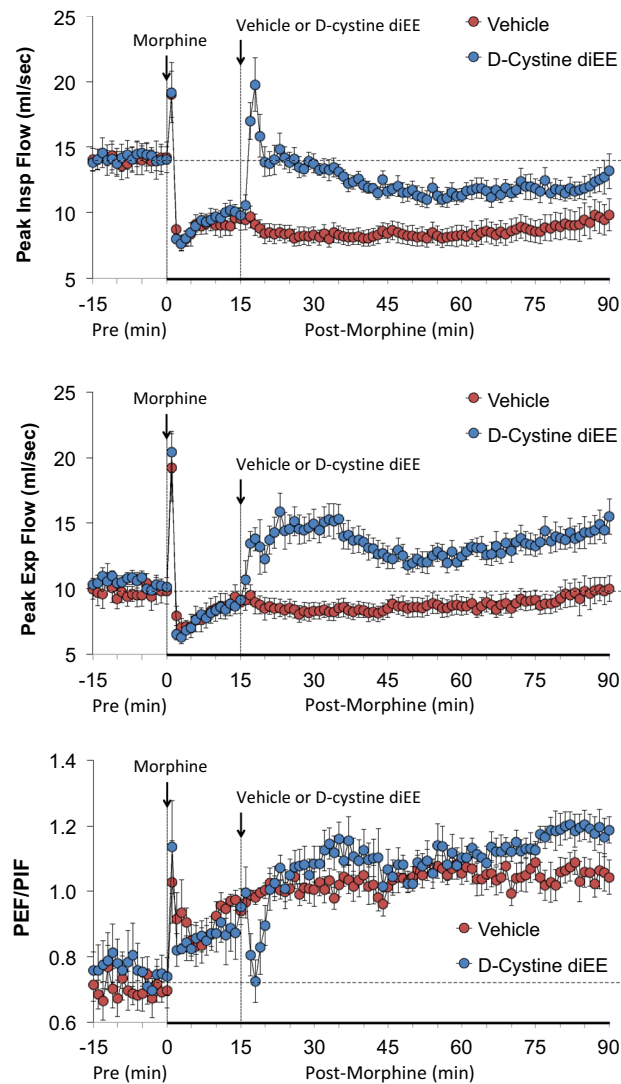 Morphine
Vehicle or D-cystine diEE
Vehicle
D-Cystine diEE
Peak Insp Flow (ml/sec)
25
20
15
10
5
-15 0 15 30 45 60 75 90
Pre (min) Post-Morphine (min)
Morphine
Vehicle or D-cystine diEE
Vehicle
D-Cystine diEE
Peak Exp Flow (ml/sec)
25
20
15
10
5
-15 0 15 30 45 60 75 90
Pre (min) Post-Morphine (min)
Morphine
Vehicle or D-cystine diEE
Vehicle
D-Cystine diEE
PEF/PIF
1.4
1.2
1.0
0.8
0.6
-15 0 15 30 45 60 75 90
Pre (min) Post-Morphine (min)